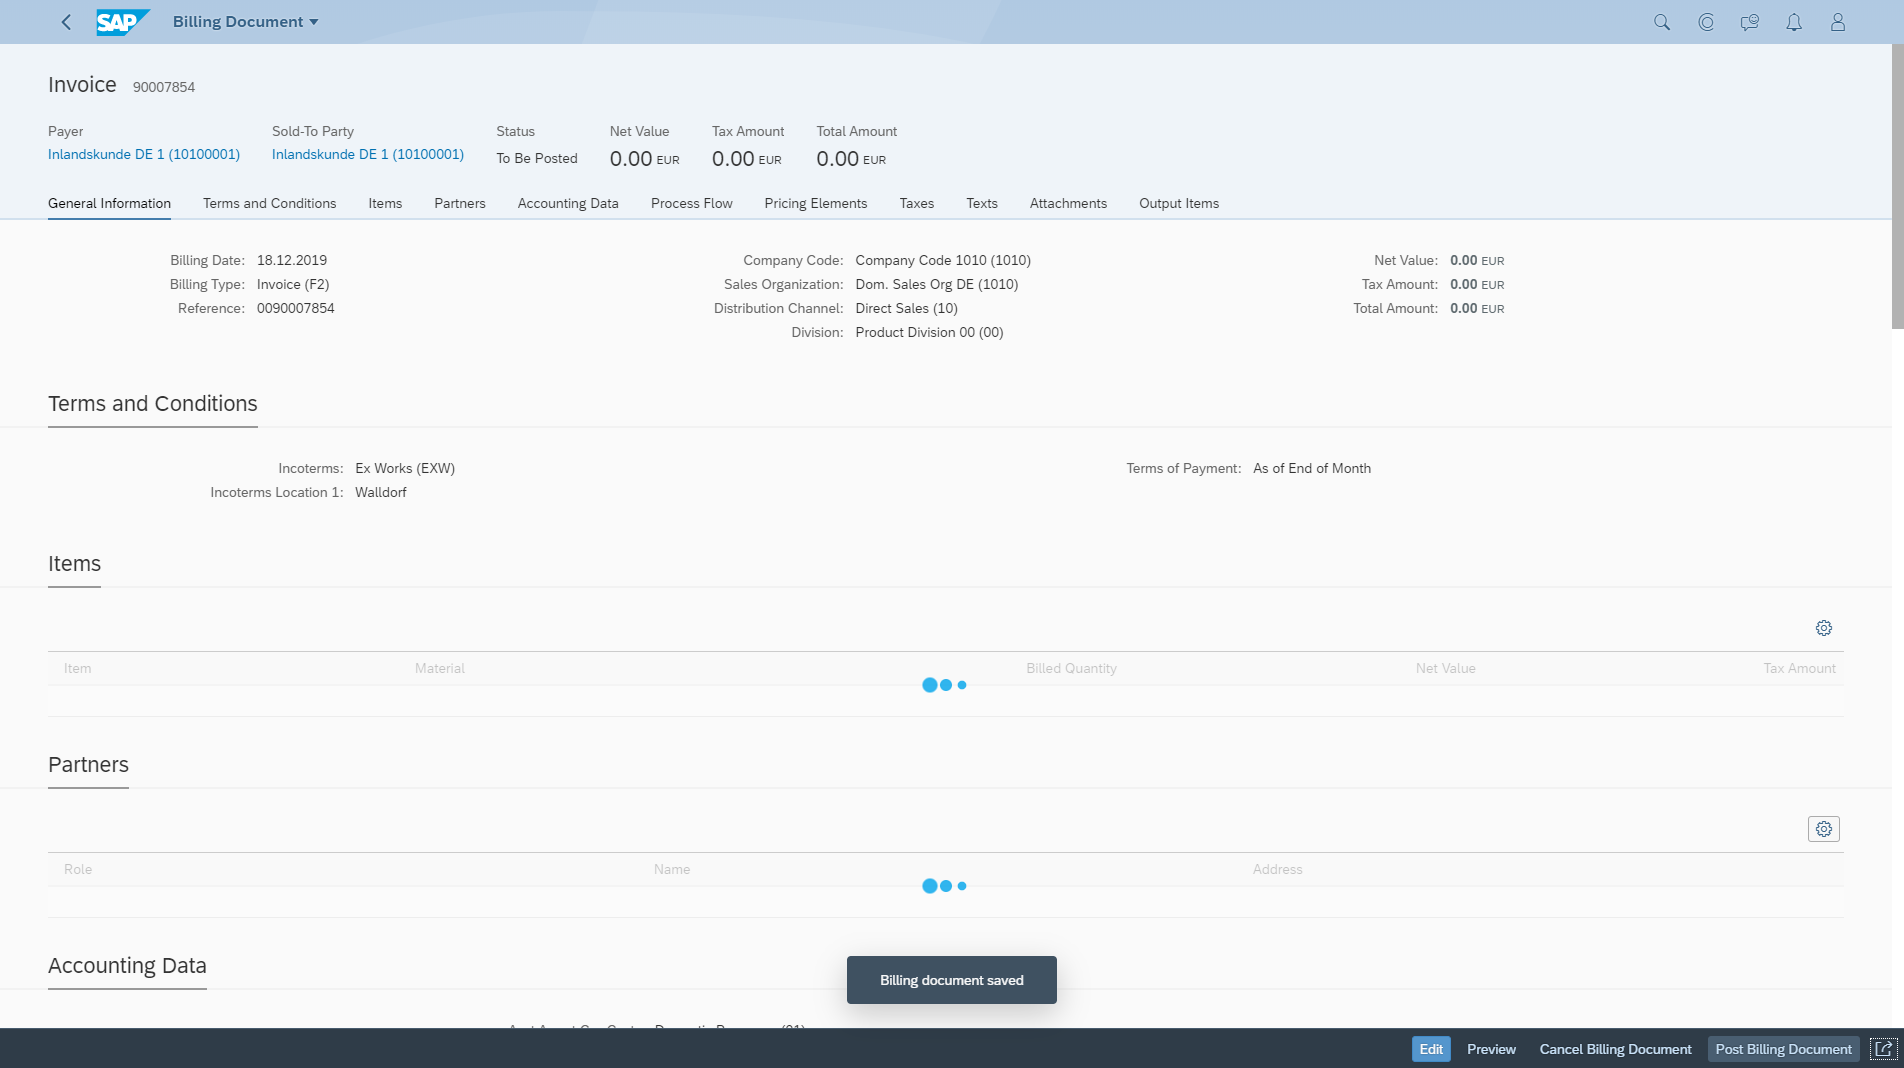 SAP Billing Document
Invoice 90007854
Payer Sold-To Party Status Net Value Tax Amount Total Amount
Inlandskunde DE 1 (10100001) Inlandskunde DE 1 (10100001) To Be Posted 0.00 EUR 0.00 EUR 0.00 EUR
General Information Terms and Conditions Items Partners Accounting Data Process Flow Pricing Elements Taxes Texts Attachments Output Items
Billing Date: 18.12.2019 Company Code: Company Code 1010 (1010) Net Value: 0.00 EUR
Billing Type: Invoice (F2) Sales Organization: Dom. Sales Org DE (1010) Tax Amount: 0.00 EUR
Reference: 0090007854 Distribution Channel: Direct Sales (10) Total Amount: 0.00 EUR
Division: Product Division 00 (00)
Terms and Conditions
Incoterms: Ex Works (EXW) Terms of Payment: As of End of Month
Incoterms Location 1: Walldorf
Items
Item Material Billed Quantity Net Value Tax Amount
Partners
Role Name Address
Accounting Data
Billing document saved
Edit Preview Cancel Billing Document Post Billing Document